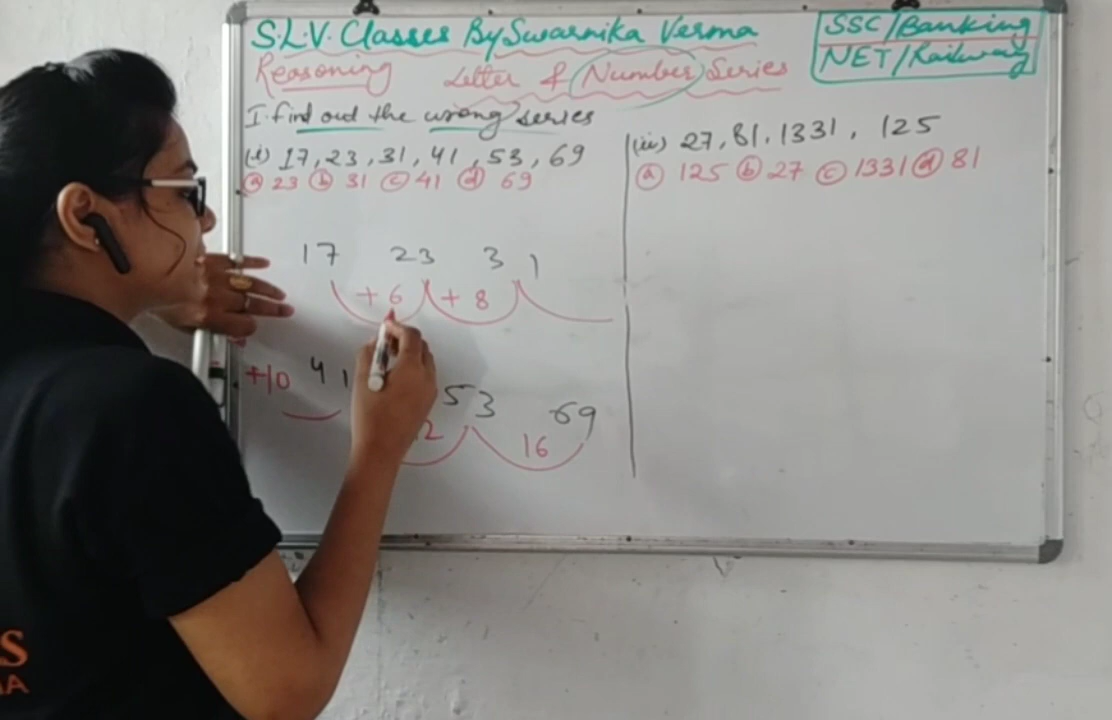 S.L.V. Classes By Swarnika Verma
SSC/Banking
NET/Railway
Reasoning Letter & Number Series
I. find out the wrong series
(i) 17, 23, 31, 41, 53, 69
(a) 23 (b) 31 (c) 41 (d) 69
(iii) 27, 81, 1331, 125
(a) 125 (b) 27 (c) 1331 (d) 81
17 23 31
+6 +8
+10 41 53 69
2 16
S
A